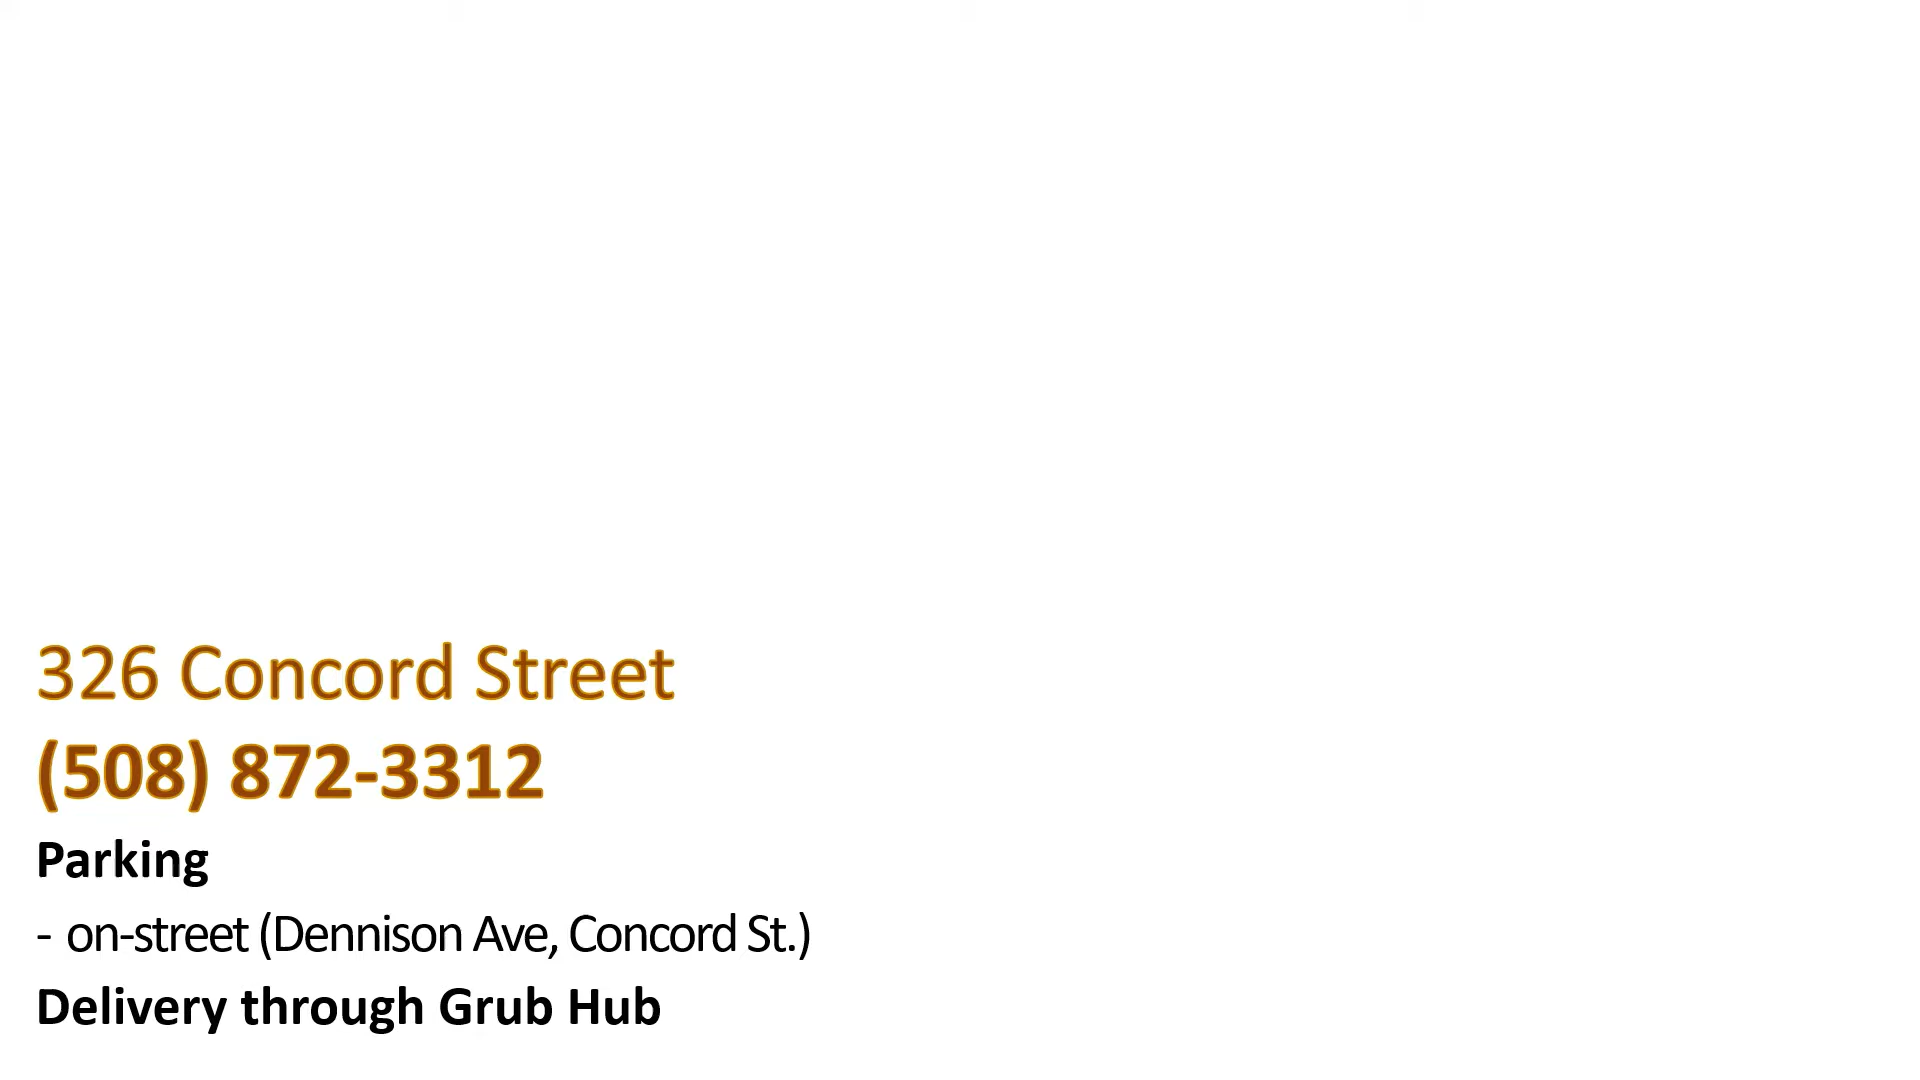 326 Concord Street
(508) 872-3312
Parking
- on-street (Dennison Ave, Concord St.)
Delivery through Grub Hub